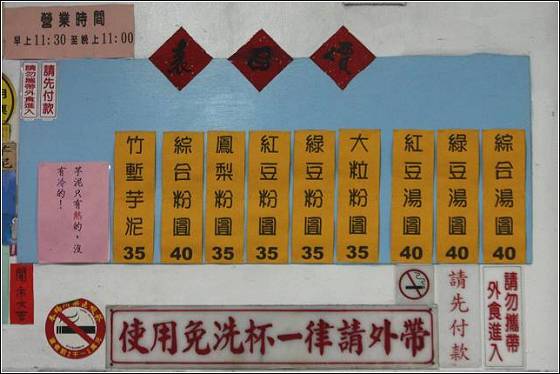 營業時間
早上11:30 至晚上11:00
價目表
請先付款
請勿攜帶
外食進入
綜合湯圓
40
綠豆湯圓
40
紅豆湯圓
40
大粒粉圓
35
綠豆粉圓
35
紅豆粉圓
35
鳳梨粉圓
35
綜合粉圓
40
竹塹芋泥
35
芋泥只有熱的,沒
有冷的!
使用免洗杯一律請外帶
請先付款
請勿攜帶
外食進入